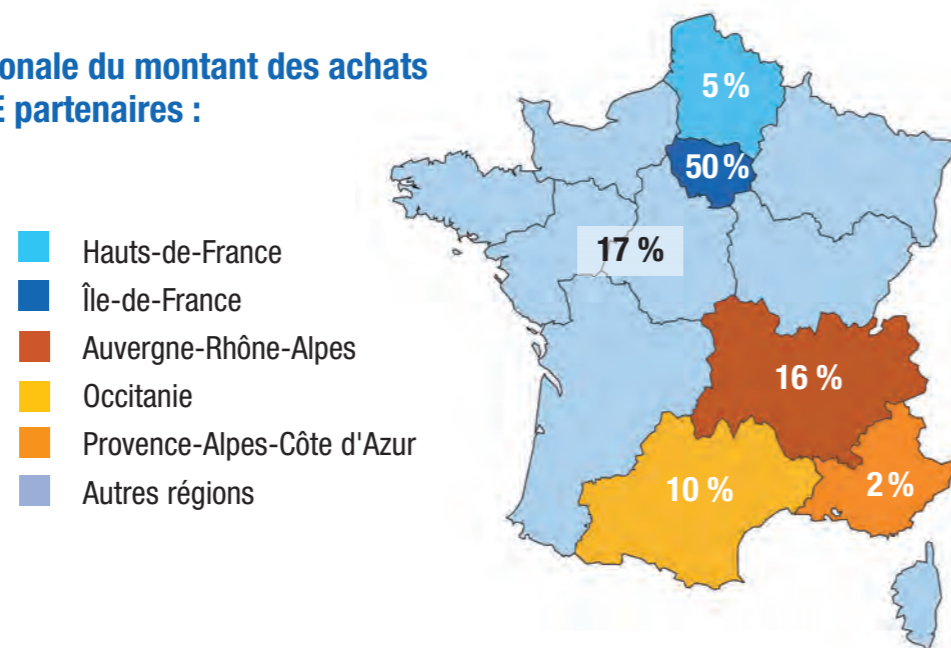 onale du montant des achats
E partenaires :
Hauts-de-France
Île-de-France
Auvergne-Rhône-Alpes
Occitanie
Provence-Alpes-Côte d'Azur
Autres régions
5 %
50 %
17 %
16 %
10 %
2 %